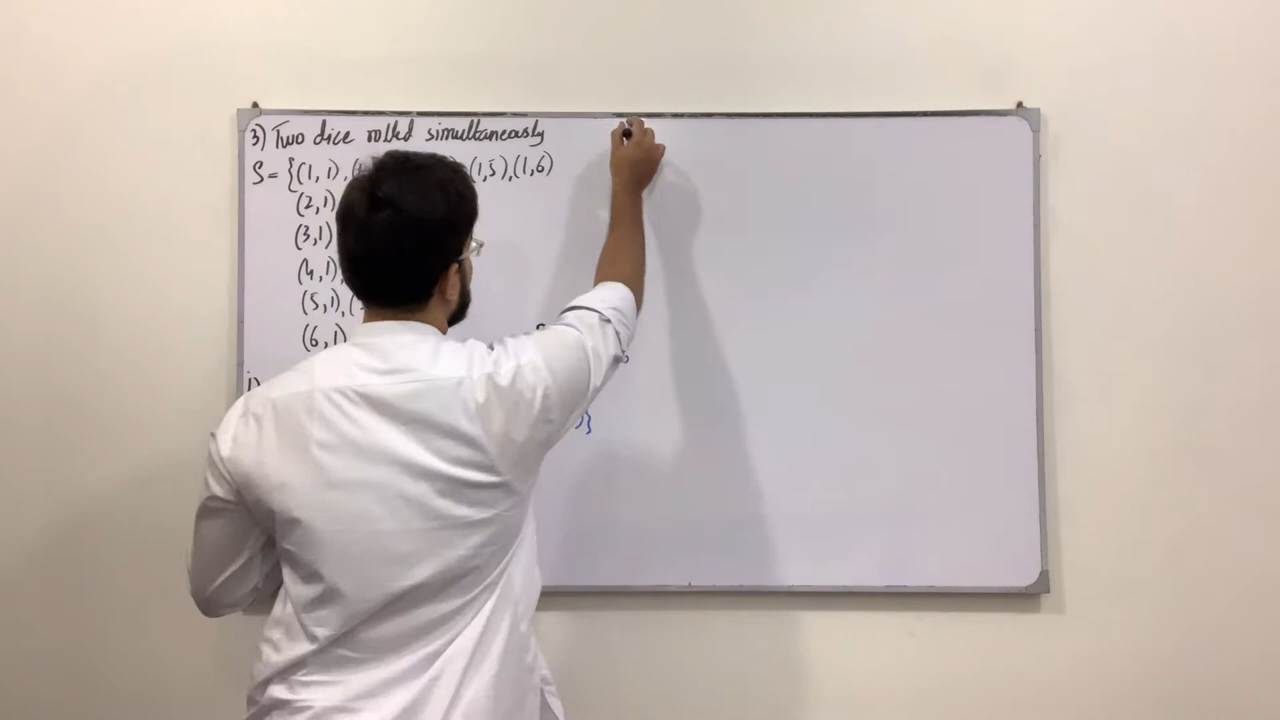 3) Two dice rolled simultaneously
S = {(1,1), (1,5),(1,6)
(2,1)
(3,1)
(4,1),
(5,1),(
(6,1)
i)
)}